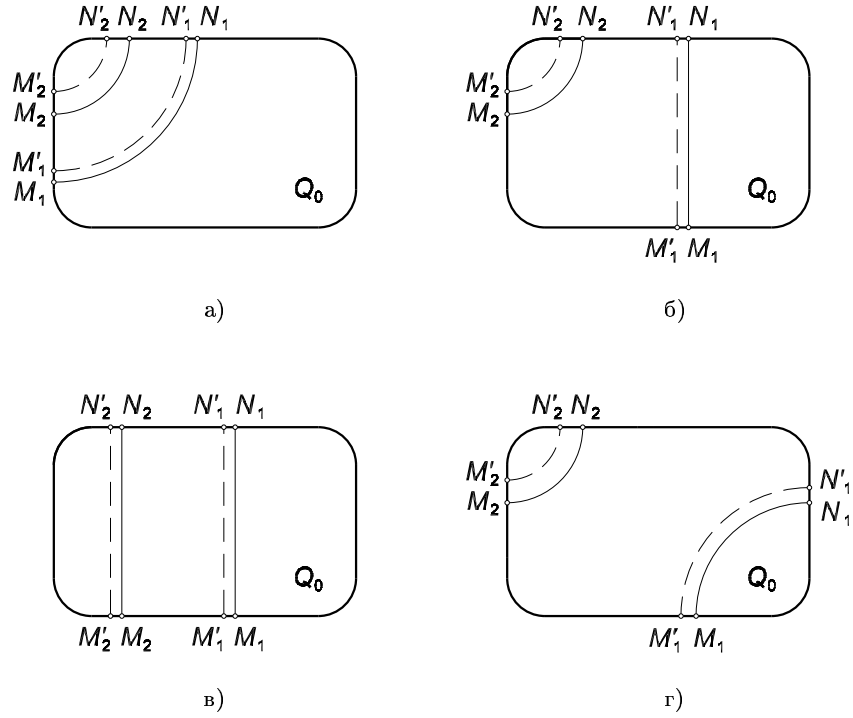 N′₂ N₂ N′₁ N₁
N′₂ N₂ N′₁ N₁
M′₂
M₂
M′₁
M₁
Q₀
M′₂
M₂
Q₀
M′₁ M₁
а)
б)
N′₂ N₂ N′₁ N₁
N′₂ N₂
Q₀
M′₂
M₂
N′₁
N₁
Q₀
M′₂ M₂ M′₁ M₁
M′₁ M₁
в)
г)